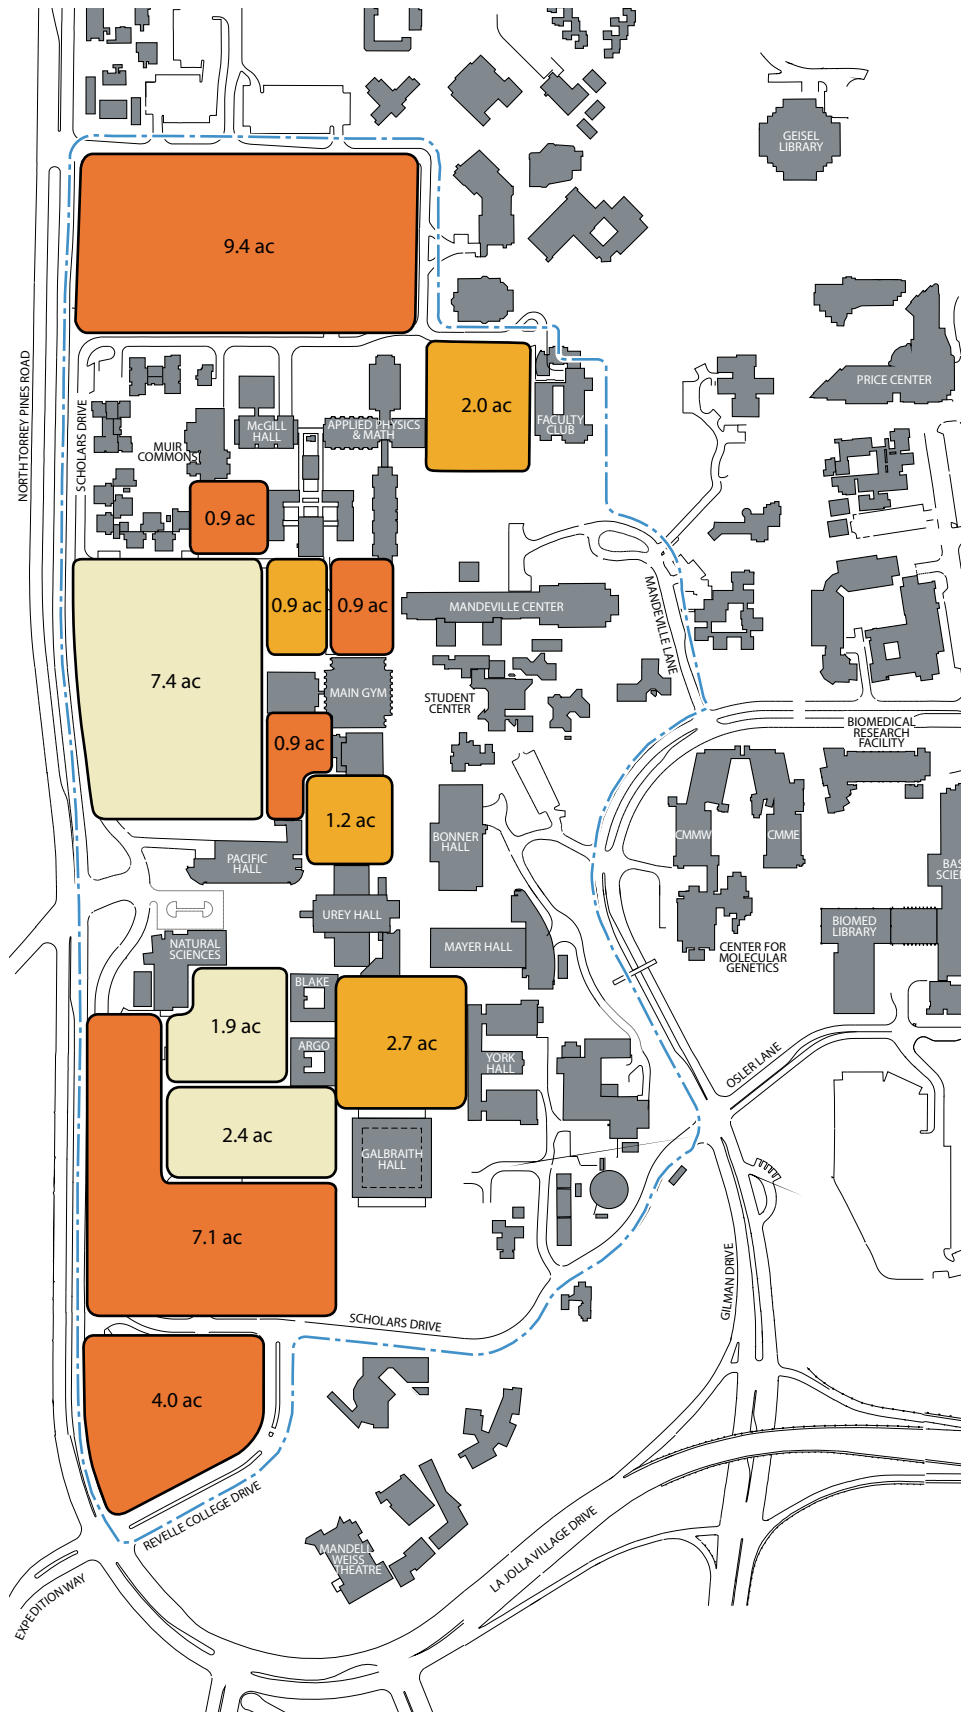 GEISEL
LIBRARY
9.4 ac
NORTH TORREY PINES ROAD
SCHOLARS DRIVE
PRICE CENTER
2.0 ac
FACULTY
CLUB
McGILL
HALL
APPLIED PHYSICS
& MATH
MUIR
COMMONS
0.9 ac
0.9 ac
0.9 ac
MANDEVILLE CENTER
MANDEVILLE LANE
7.4 ac
MAIN GYM
STUDENT
CENTER
0.9 ac
BIOMEDICAL
RESEARCH
FACILITY
1.2 ac
BONNER
HALL
CMMW
CMME
PACIFIC
HALL
BAS
SCIE
UREY HALL
BIOMED
LIBRARY
NATURAL
SCIENCES
MAYER HALL
CENTER FOR
MOLECULAR
GENETICS
BLAKE
1.9 ac
2.7 ac
ARGO
YORK
HALL
OSLER LANE
2.4 ac
GALBRAITH
HALL
7.1 ac
GILMAN DRIVE
SCHOLARS DRIVE
4.0 ac
REVELLE COLLEGE DRIVE
MANDELL
WEISS
THEATRE
LA JOLLA VILLAGE DRIVE
EXPEDITION WAY